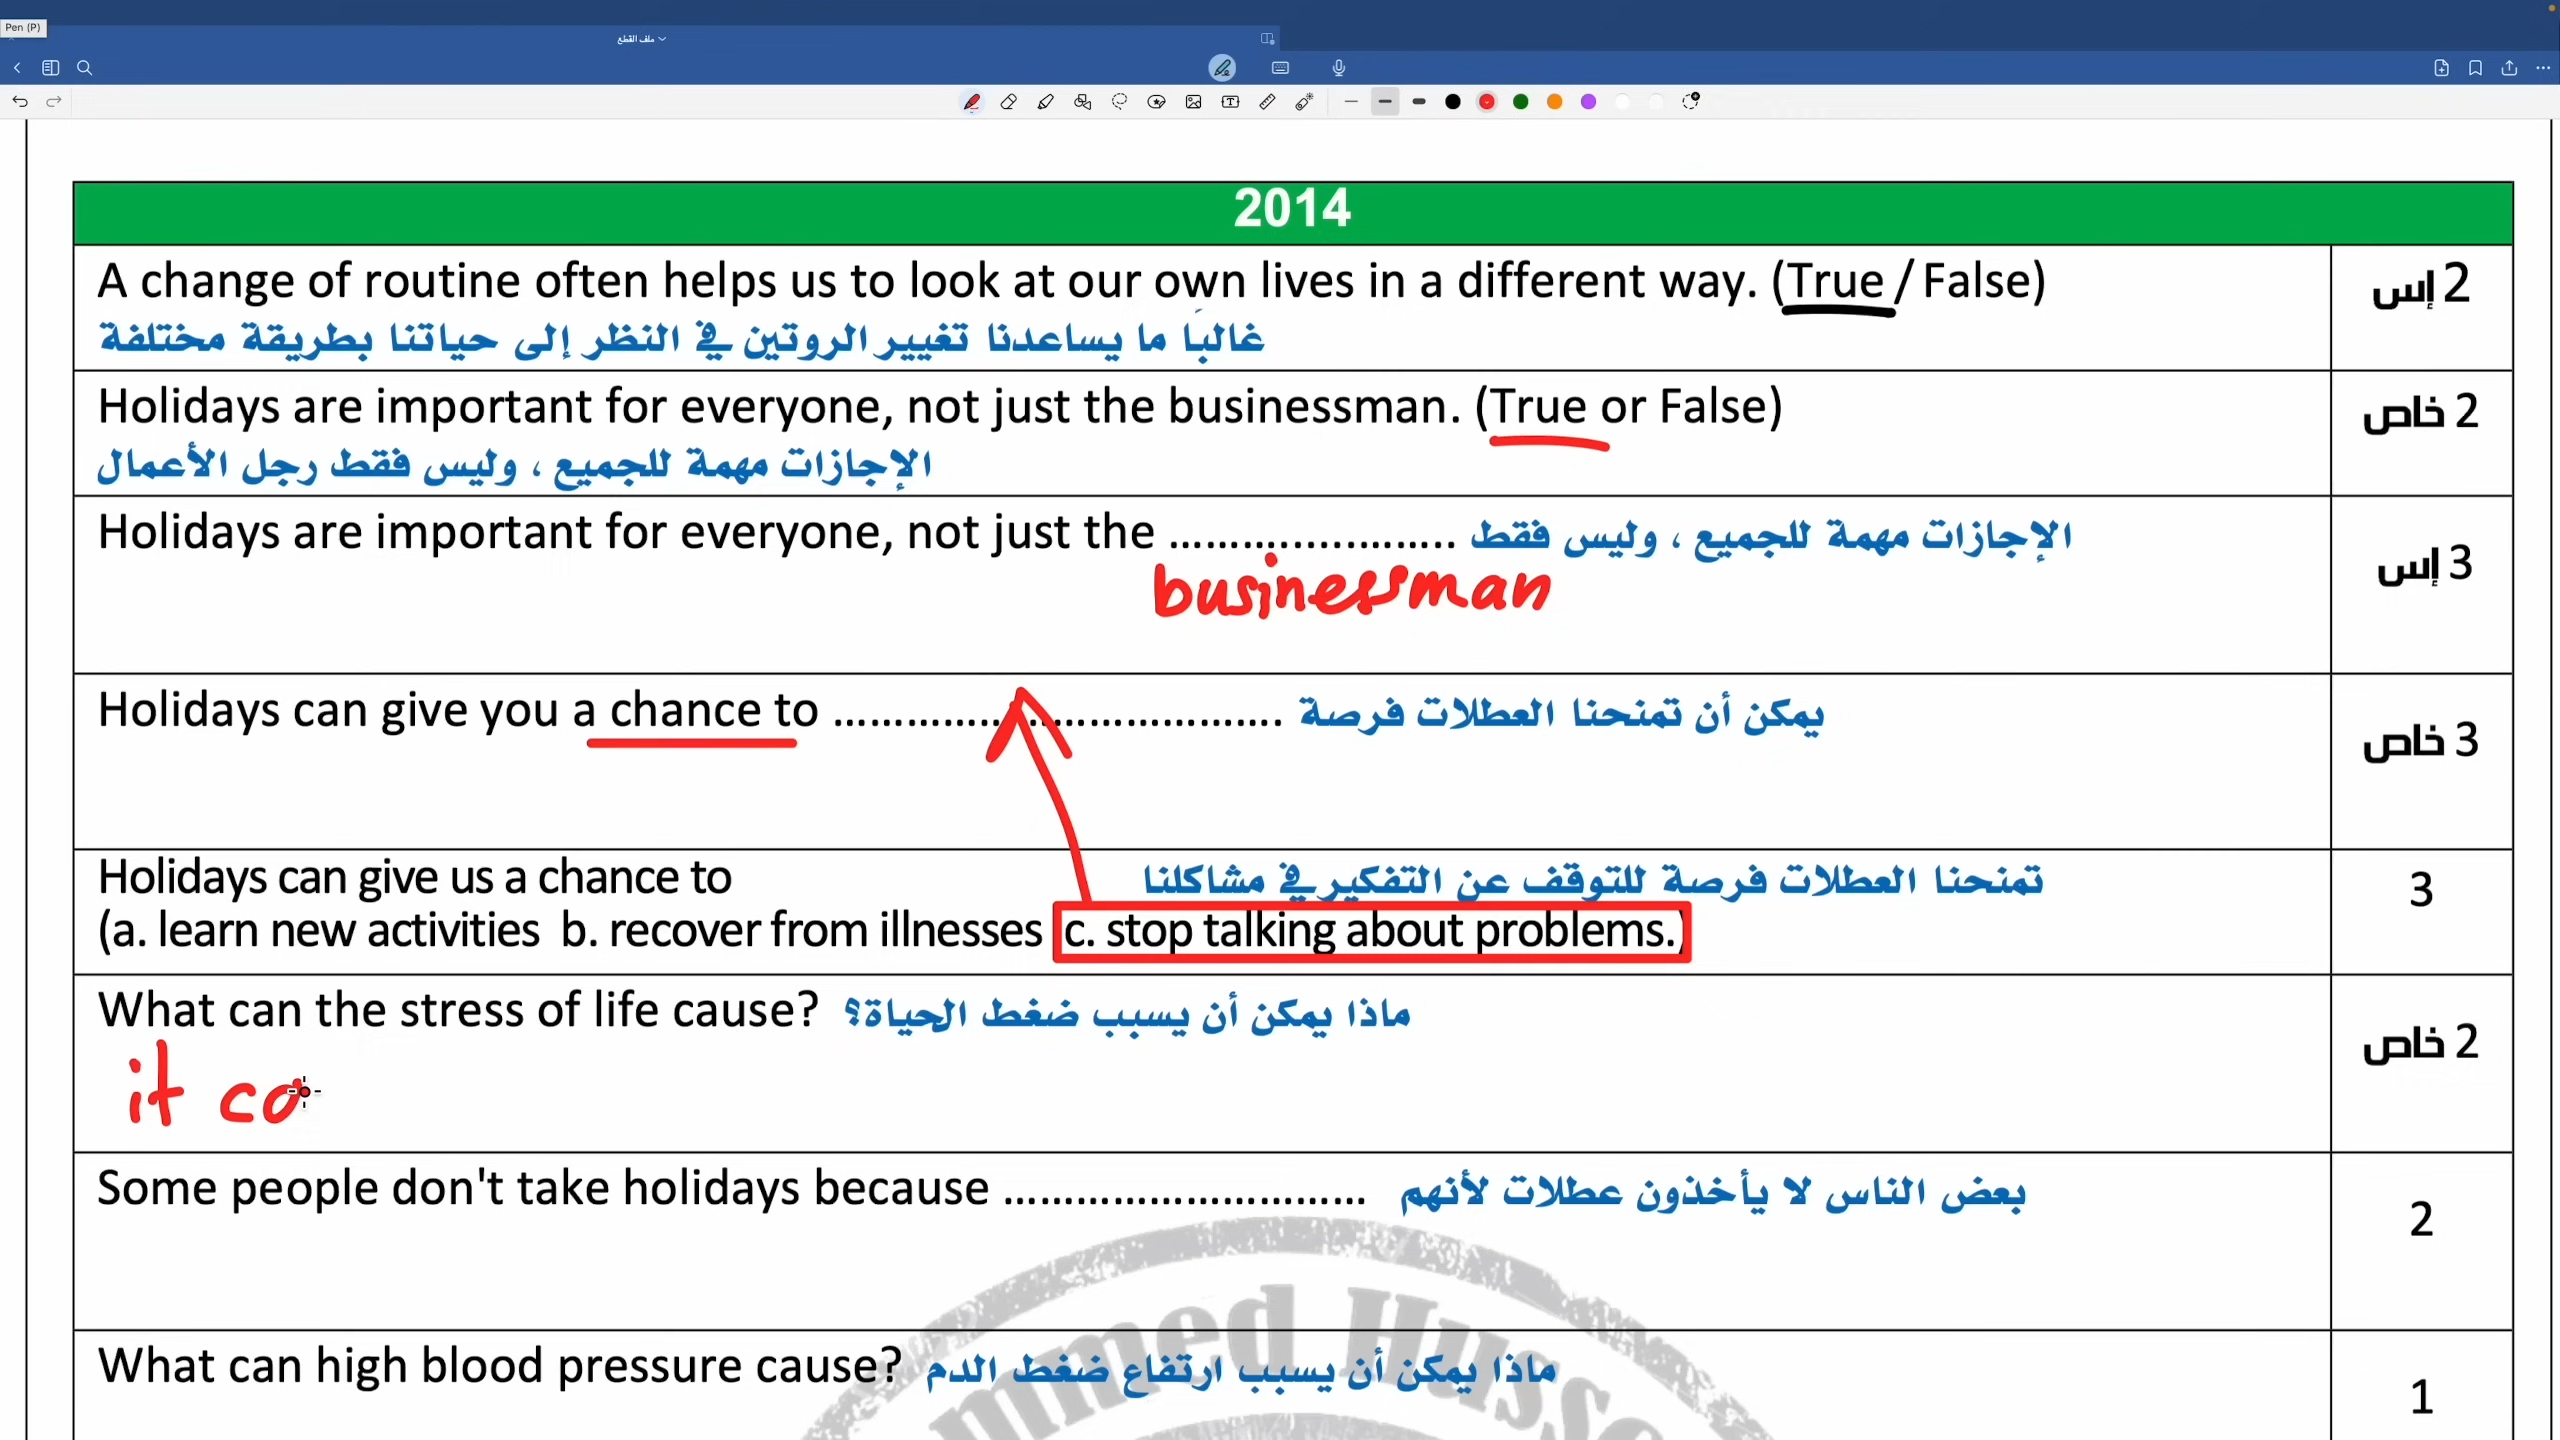 Pen (P)
ملف القطع
2014
A change of routine often helps us to look at our own lives in a different way. (True / False)
2 إس
غالبًا ما يساعدنا تغيير الروتين في النظر إلى حياتنا بطريقة مختلفة
Holidays are important for everyone, not just the businessman. (True or False)
2 خاص
الإجازات مهمة للجميع ، وليس فقط رجل الأعمال
Holidays are important for everyone, not just the ........................ الإجازات مهمة للجميع ، وليس فقط
3 إس
businessman
Holidays can give you a chance to ................................. يمكن أن تمنحنا العطلات فرصة
3 خاص
Holidays can give us a chance to تمنحنا العطلات فرصة للتوقف عن التفكير في مشاكلنا
3
(a. learn new activities b. recover from illnesses c. stop talking about problems.)
What can the stress of life cause? ماذا يمكن أن يسبب ضغط الحياة؟
2 خاص
it ca
Some people don't take holidays because .............................. بعض الناس لا يأخذون عطلات لأنهم
2
What can high blood pressure cause? ماذا يمكن أن يسبب ارتفاع ضغط الدم
1